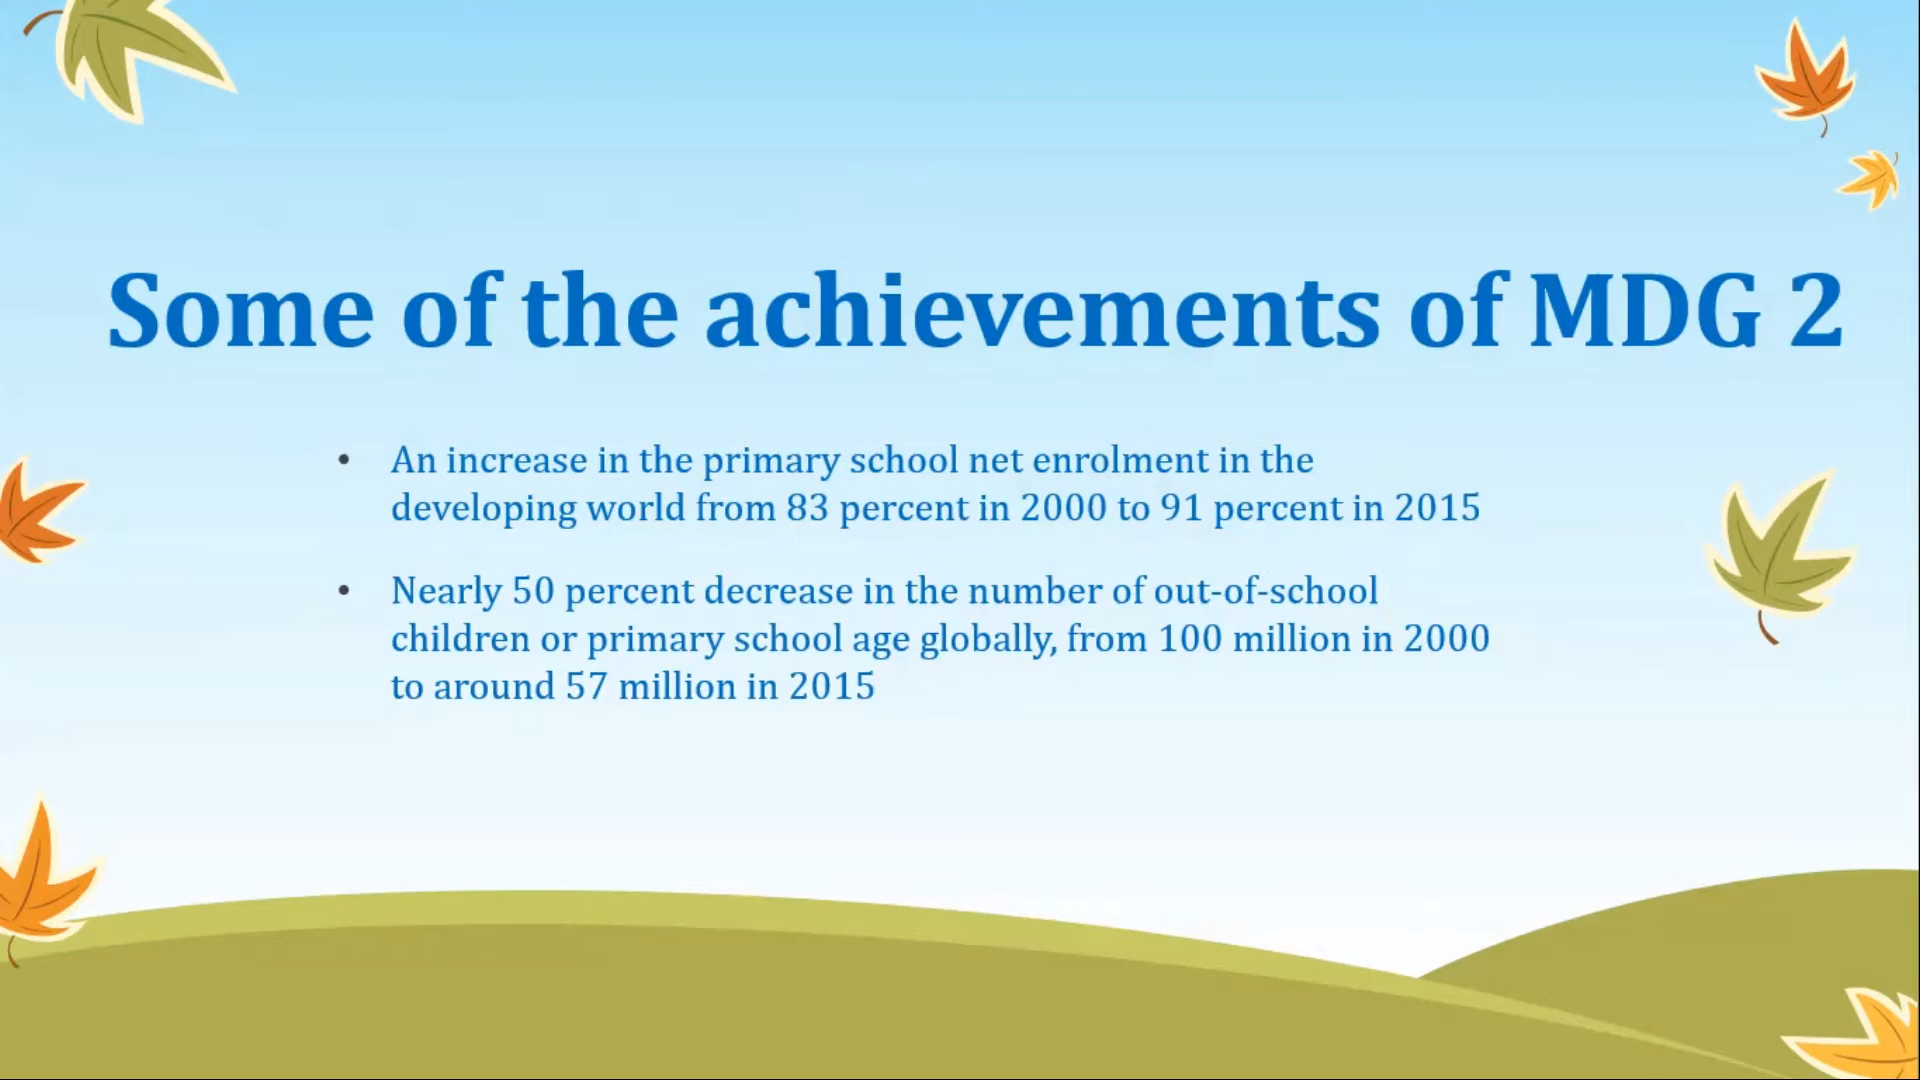 Some of the achievements of MDG 2
• An increase in the primary school net enrolment in the
developing world from 83 percent in 2000 to 91 percent in 2015
• Nearly 50 percent decrease in the number of out-of-school
children or primary school age globally, from 100 million in 2000
to around 57 million in 2015